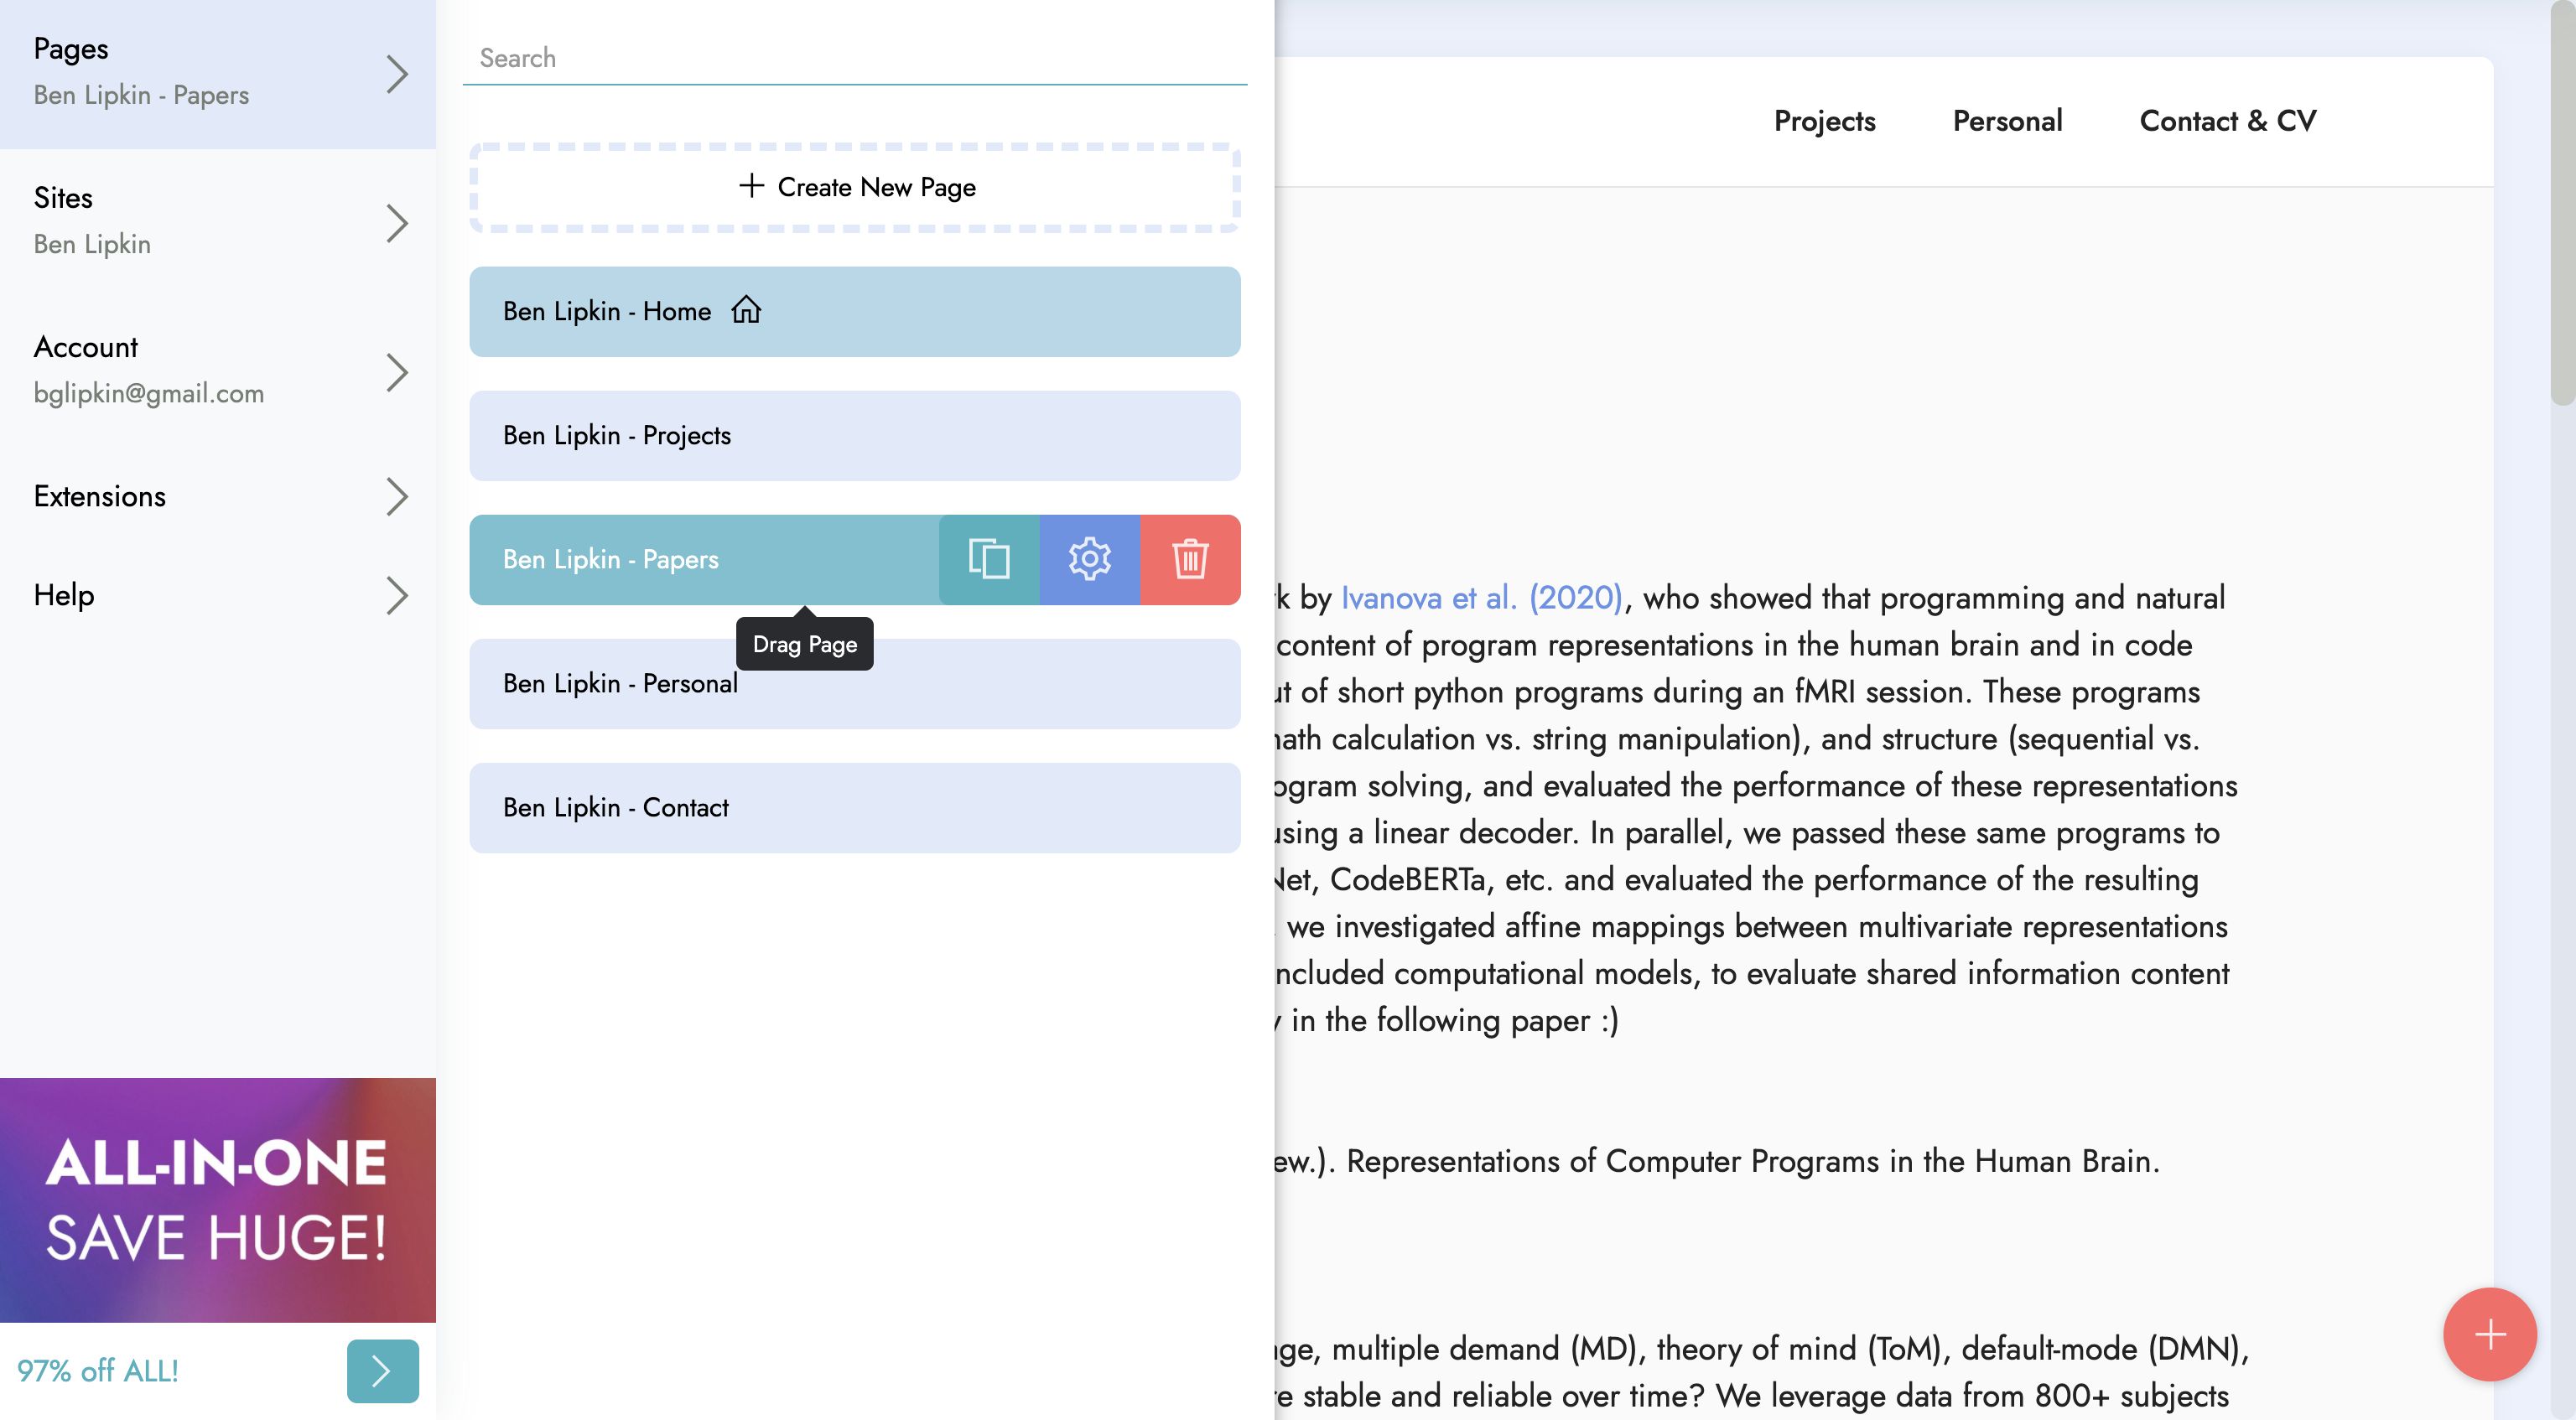 Pages
Ben Lipkin - Papers
Sites
Ben Lipkin
Account
bglipkin@gmail.com
Extensions
Help
ALL-IN-ONE
SAVE HUGE!
97% off ALL!
Search
Create New Page
Ben Lipkin - Home
Ben Lipkin - Projects
Ben Lipkin - Papers
Drag Page
Ben Lipkin - Personal
Ben Lipkin - Contact
Projects Personal Contact & CV
by Ivanova et al. (2020), who showed that programming and natural
content of program representations in the human brain and in code
of short python programs during an fMRI session. These programs
calculation vs. string manipulation), and structure (sequential vs.
solving, and evaluated the performance of these representations
using a linear decoder. In parallel, we passed these same programs to
CodeBERTa, etc. and evaluated the performance of the resulting
we investigated affine mappings between multivariate representations
included computational models, to evaluate shared information content
in the following paper :)
Representations of Computer Programs in the Human Brain.
multiple demand (MD), theory of mind (ToM), default-mode (DMN),
stable and reliable over time? We leverage data from 800+ subjects